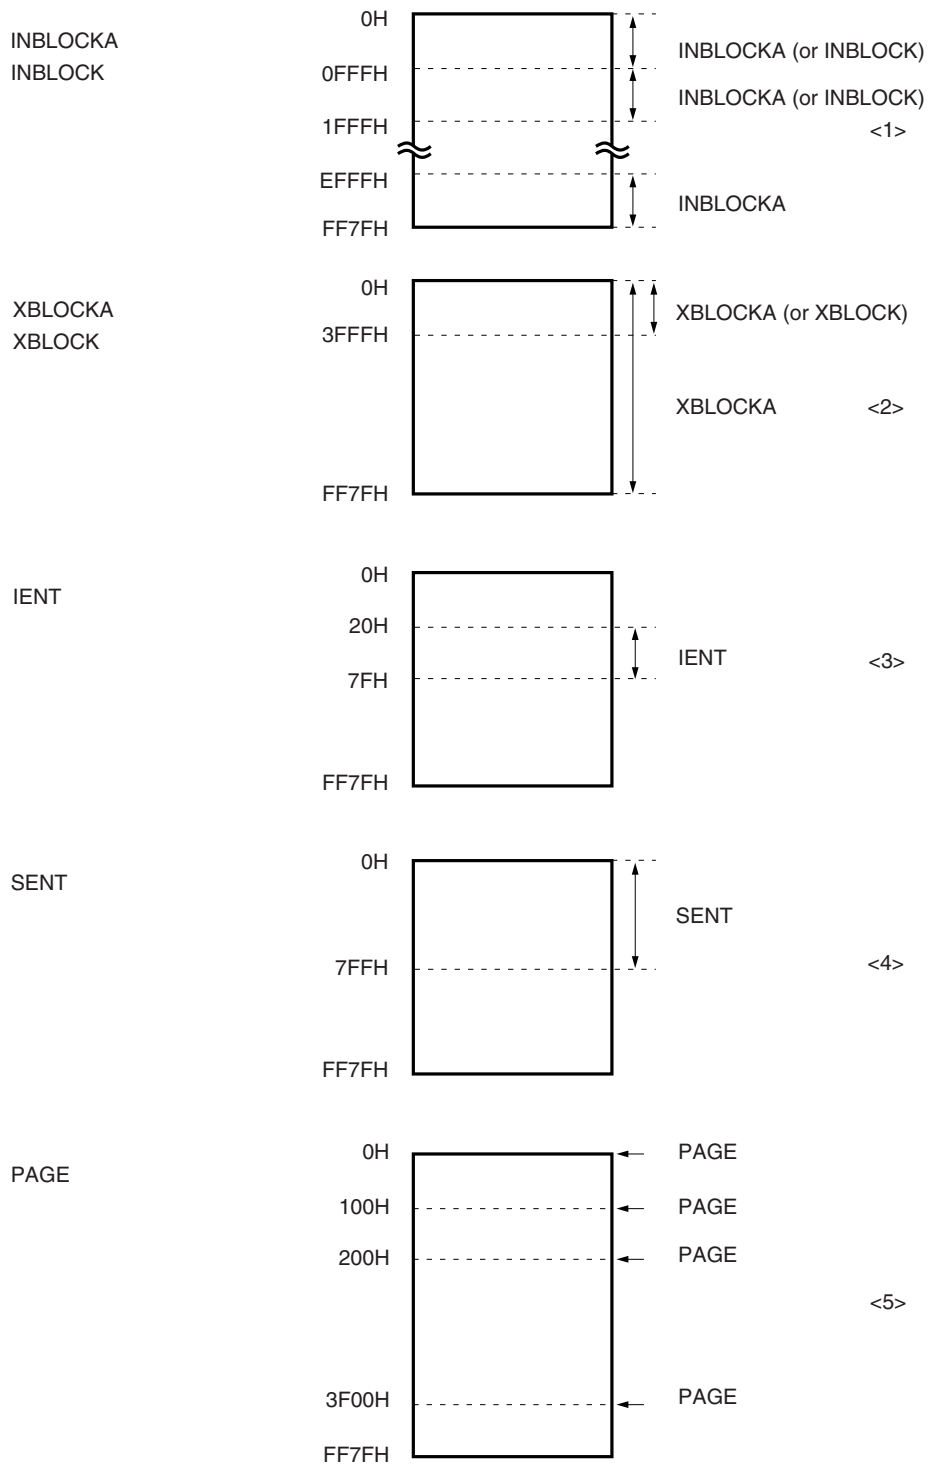 0H
INBLOCKA
INBLOCKA (or INBLOCK)
INBLOCK
0FFFH
INBLOCKA (or INBLOCK)
1FFFH
<1>
EFFFH
INBLOCKA
FF7FH
0H
XBLOCKA
XBLOCKA (or XBLOCK)
3FFFH
XBLOCK
XBLOCKA
<2>
FF7FH
0H
IENT
20H
IENT
<3>
7FH
FF7FH
0H
SENT
SENT
7FFH
<4>
FF7FH
0H
PAGE
PAGE
100H
PAGE
200H
PAGE
<5>
3F00H
PAGE
FF7FH